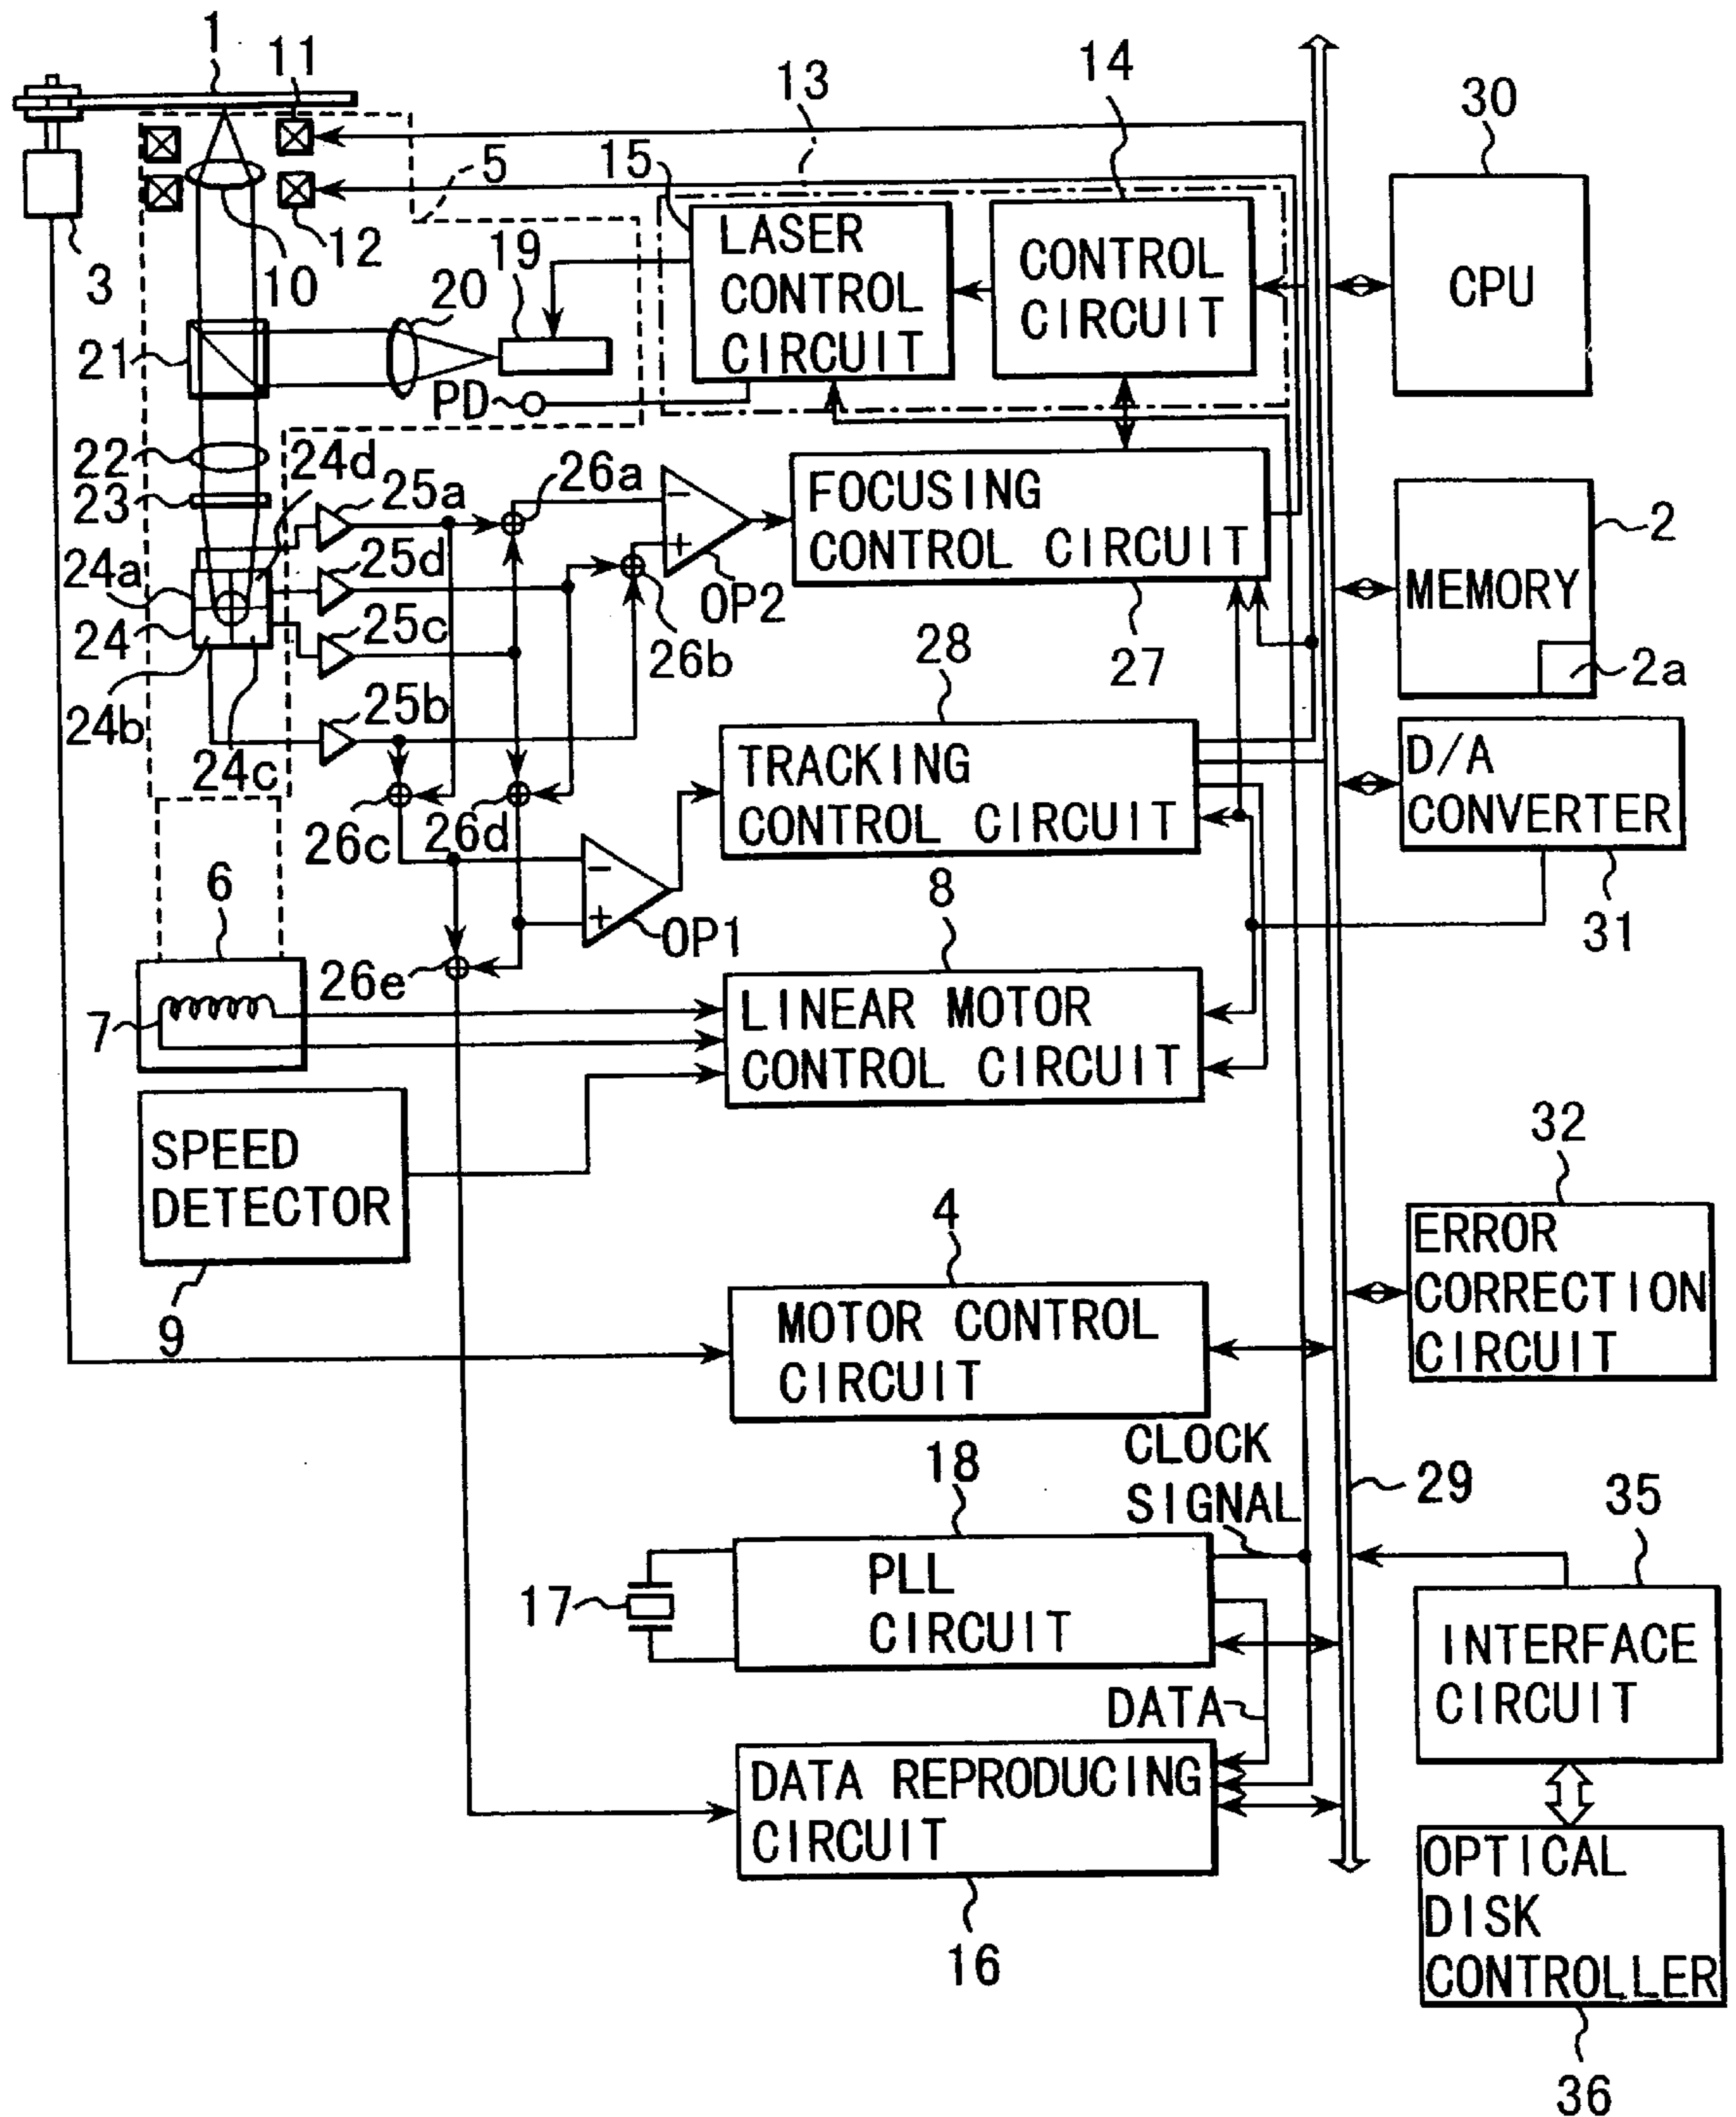 1
11
13
14
30
15
5
LASER
CONTROL
CIRCUIT
CONTROL
CIRCUIT
CPU
3
10
12
19
20
21
PD
22
23
24d
25a
26a
−
+
OP2
FOCUSING
CONTROL CIRCUIT
27
2
MEMORY
2a
24a
24
24b
24c
25d
25c
25b
26b
28
TRACKING
CONTROL CIRCUIT
D/A
CONVERTER
31
26c
26d
−
+
OP1
26e
6
7
8
LINEAR MOTOR
CONTROL CIRCUIT
SPEED
DETECTOR
9
4
MOTOR CONTROL
CIRCUIT
32
ERROR
CORRECTION
CIRCUIT
CLOCK
SIGNAL
29
18
PLL
CIRCUIT
17
35
INTERFACE
CIRCUIT
DATA
DATA REPRODUCING
CIRCUIT
16
OPTICAL
DISK
CONTROLLER
36